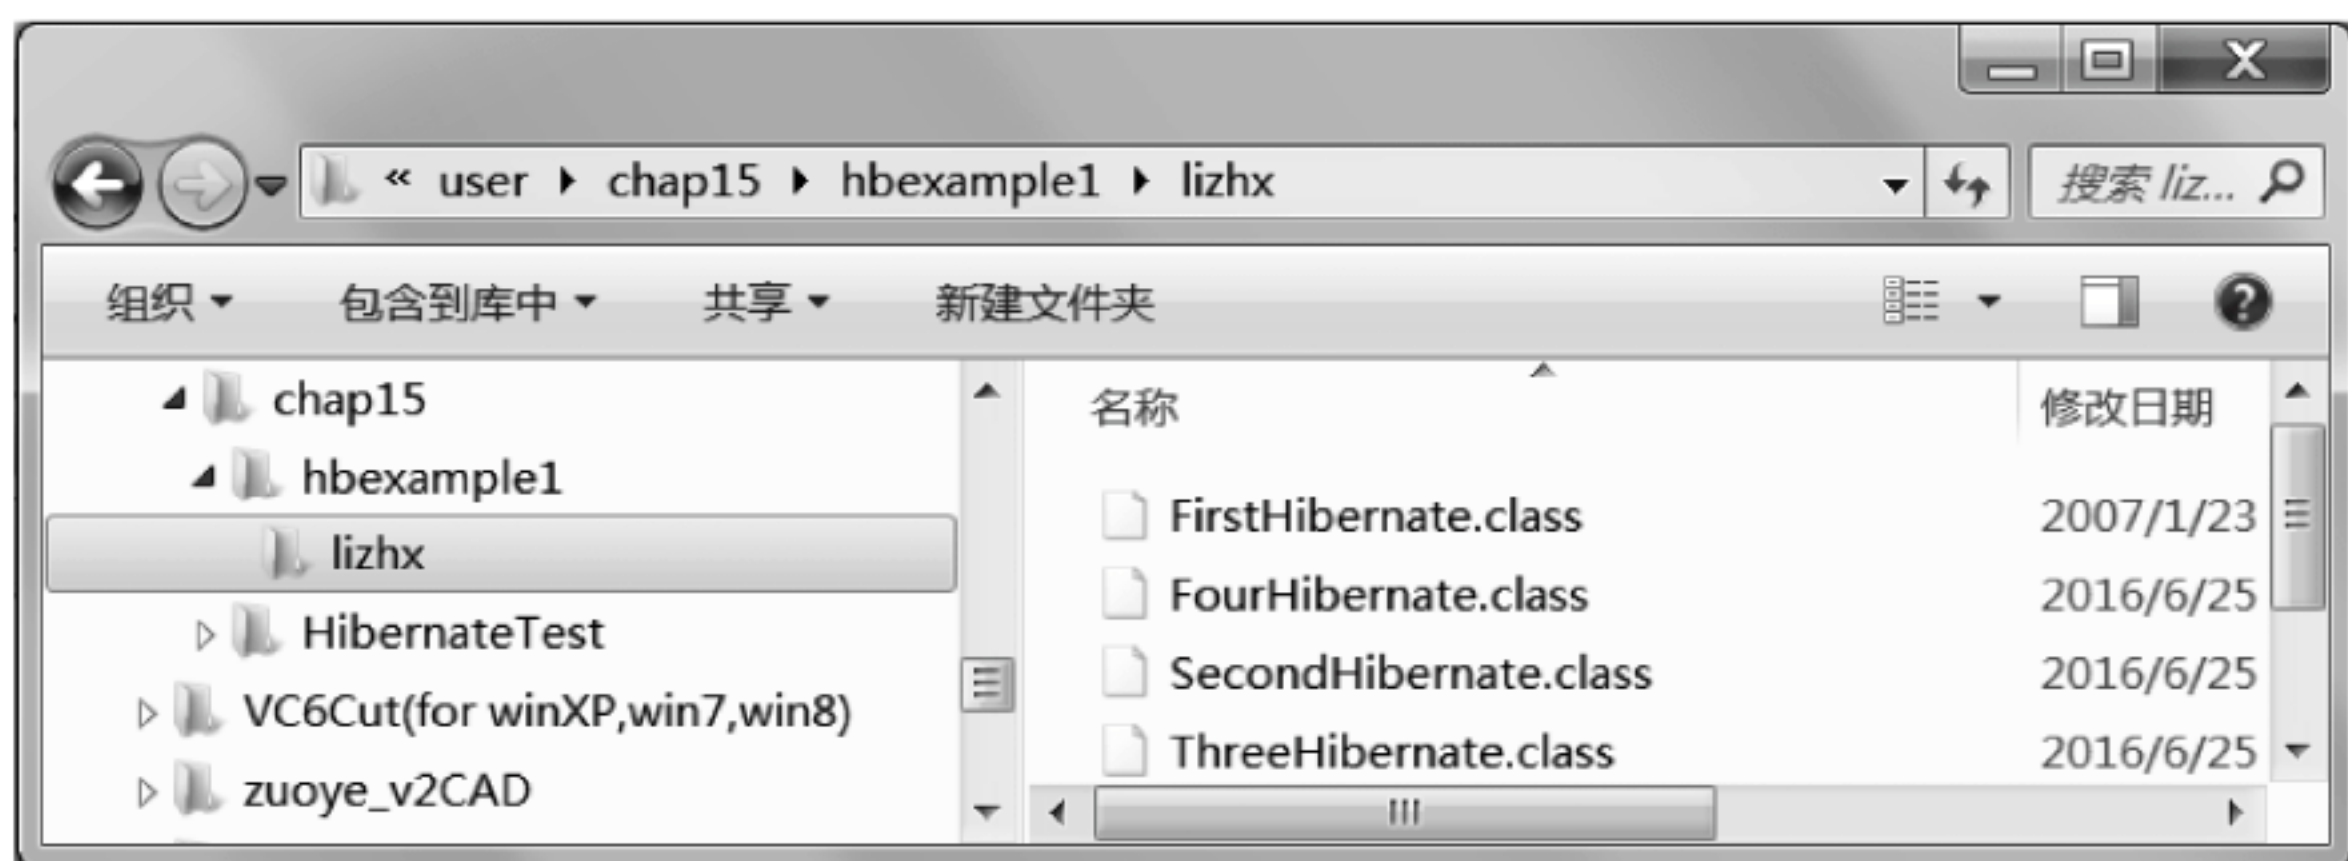 « user ▸ chap15 ▸ hbexample1 ▸ lizhx
搜索 liz...
组织 包含到库中 共享 新建文件夹
chap15
hbexample1
lizhx
HibernateTest
VC6Cut(for winXP,win7,win8)
zuoye_v2CAD
名称 修改日期
FirstHibernate.class 2007/1/23
FourHibernate.class 2016/6/25
SecondHibernate.class 2016/6/25
ThreeHibernate.class 2016/6/25